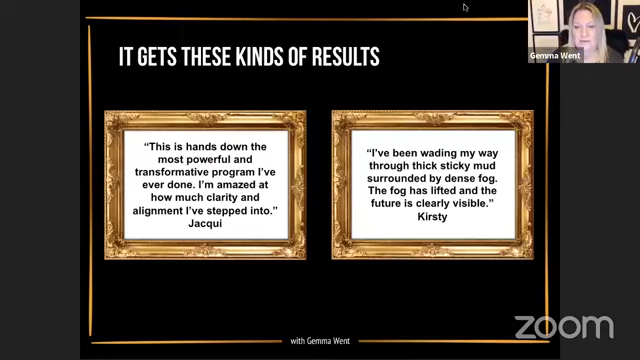 IT GETS THESE KINDS OF RESULTS
Gemma Went
“This is hands down the
most powerful and
transformative program I’ve
ever done. I’m amazed at
how much clarity and
alignment I’ve stepped into.”
Jacqui
“I’ve been wading my way
through thick sticky mud
surrounded by dense fog.
The fog has lifted and the
future is clearly visible.”
Kirsty
with Gemma Went
zoom